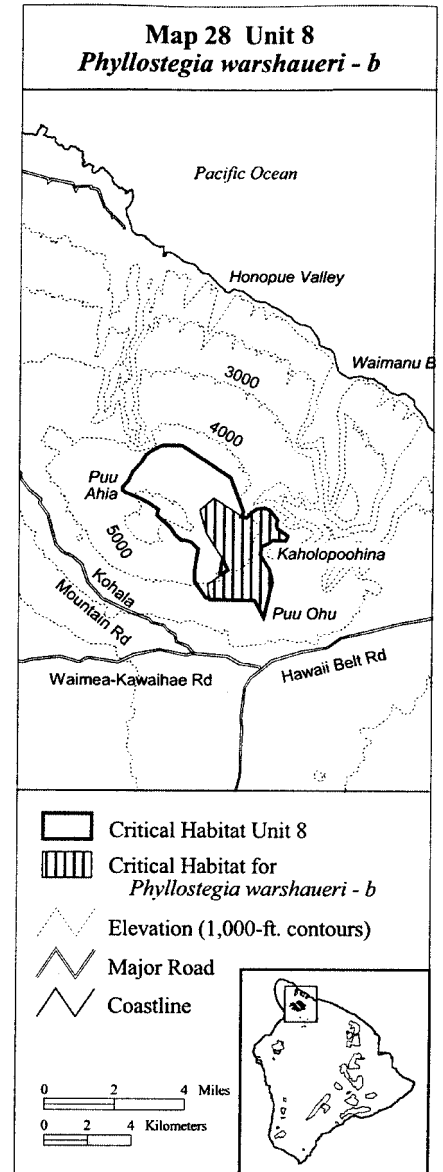 Map 28 Unit 8
Phyllostegia warshaueri - b
Pacific Ocean
Honopue Valley
Waimanu B
3000
4000
Puu
Ahia
5000
Kaholopoohina
Kohala
Mountain Rd
Puu Ohu
Hawaii Belt Rd
Waimea-Kawaihae Rd
Critical Habitat Unit 8
Critical Habitat for
Phyllostegia warshaueri - b
Elevation (1,000-ft. contours)
Major Road
Coastline
0 2 4 Miles
0 2 4 Kilometers